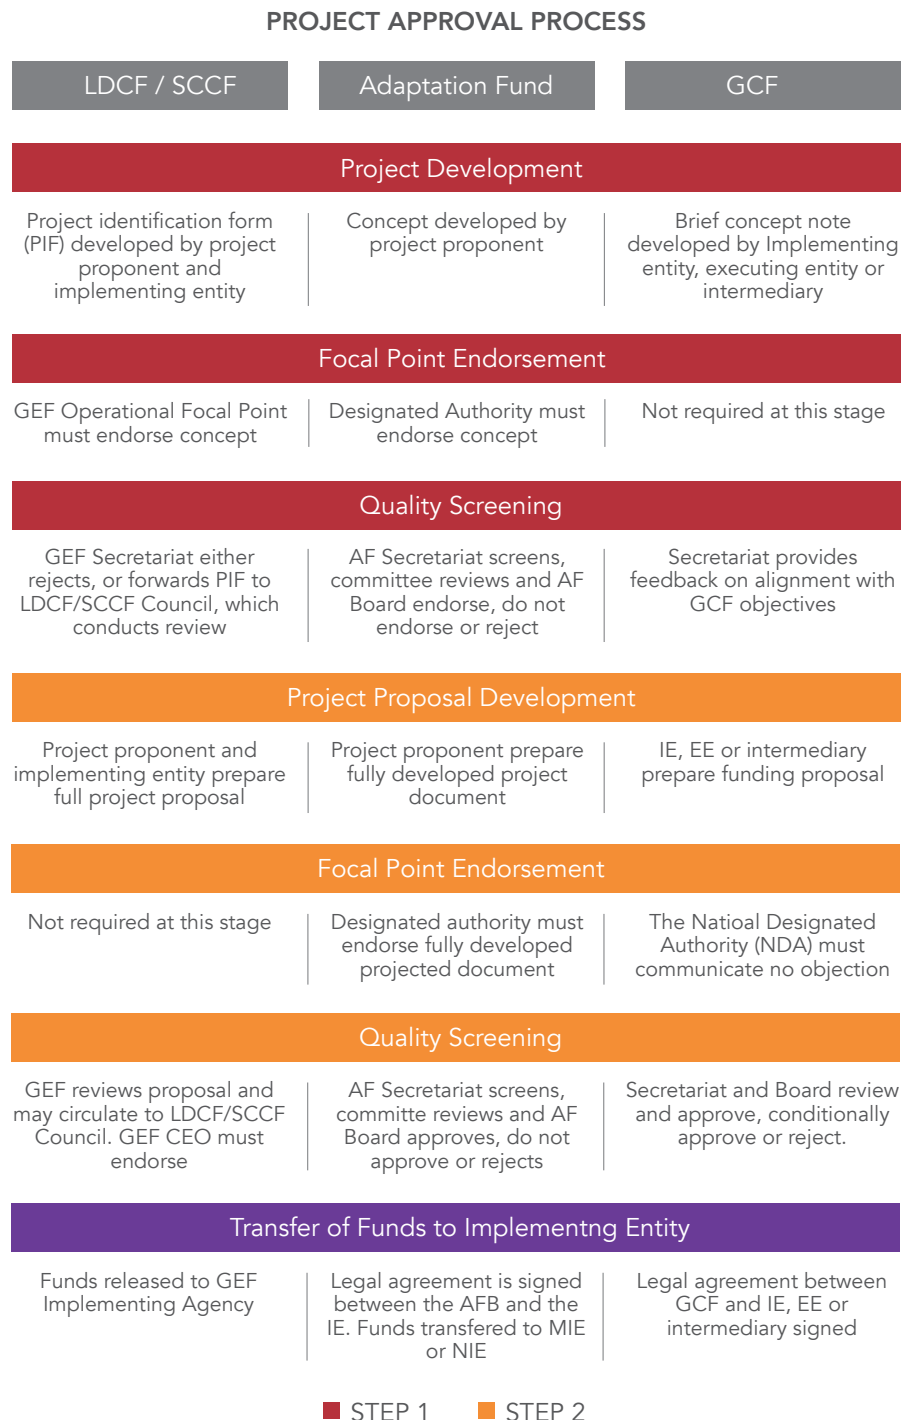 PROJECT APPROVAL PROCESS
LDCF / SCCF
Adaptation Fund
GCF
Project Development
Project identification form
(PIF) developed by project
proponent and
implementing entity
Concept developed by
project proponent
Brief concept note
developed by Implementing
entity, executing entity or
intermediary
Focal Point Endorsement
GEF Operational Focal Point
must endorse concept
Designated Authority must
endorse concept
Not required at this stage
Quality Screening
GEF Secretariat either
rejects, or forwards PIF to
LDCF/SCCF Council, which
conducts review
AF Secretariat screens,
committee reviews and AF
Board endorse, do not
endorse or reject
Secretariat provides
feedback on alignment with
GCF objectives
Project Proposal Development
Project proponent and
implementing entity prepare
full project proposal
Project proponent prepare
fully developed project
document
IE, EE or intermediary
prepare funding proposal
Focal Point Endorsement
Not required at this stage
Designated authority must
endorse fully developed
projected document
The Natioal Designated
Authority (NDA) must
communicate no objection
Quality Screening
GEF reviews proposal and
may circulate to LDCF/SCCF
Council. GEF CEO must
endorse
AF Secretariat screens,
committe reviews and AF
Board approves, do not
approve or rejects
Secretariat and Board review
and approve, conditionally
approve or reject.
Transfer of Funds to Implementng Entity
Funds released to GEF
Implementing Agency
Legal agreement is signed
between the AFB and the
IE. Funds transfered to MIE
or NIE
Legal agreement between
GCF and IE, EE or
intermediary signed
STEP 1
STEP 2